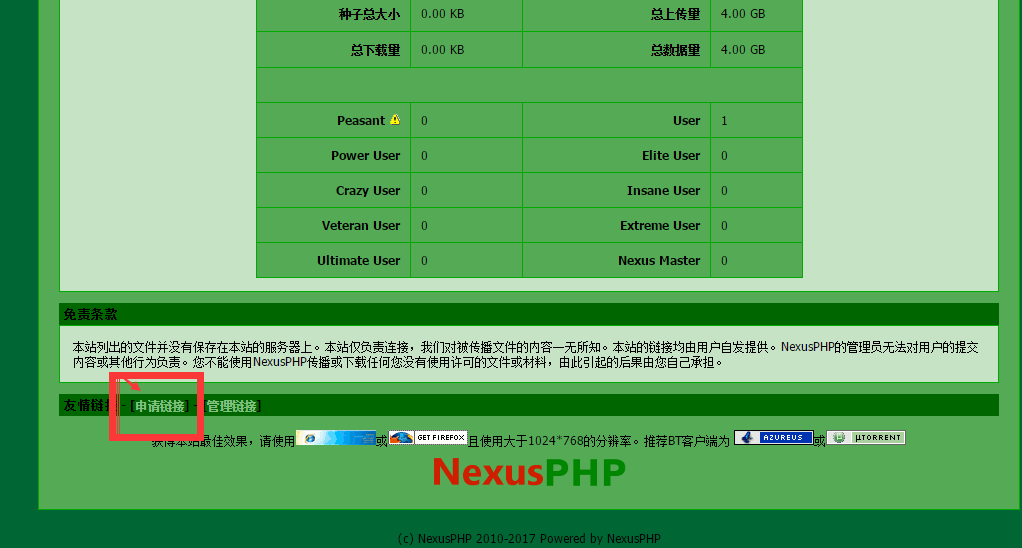 种子总大小 0.00 KB 总上传量 4.00 GB
总下载量 0.00 KB 总数据量 4.00 GB
Peasant 0 User 1
Power User 0 Elite User 0
Crazy User 0 Insane User 0
Veteran User 0 Extreme User 0
Ultimate User 0 Nexus Master 0
免责条款
本站列出的文件并没有保存在本站的服务器上。本站仅负责连接，我们对被传播文件的内容一无所知。本站的链接均由用户自发提供。NexusPHP的管理员无法对用户的提交
内容或其他行为负责。您不能使用NexusPHP传播或下载任何您没有使用许可的文件或材料，由此引起的后果由您自己承担。
友情链接 - [申请链接] - [管理链接]
获得本站最佳效果，请使用 或 GET FIREFOX 且使用大于1024*768的分辨率。推荐BT客户端为 AZUREUS 或 µTORRENT
NexusPHP
(c) NexusPHP 2010-2017 Powered by NexusPHP